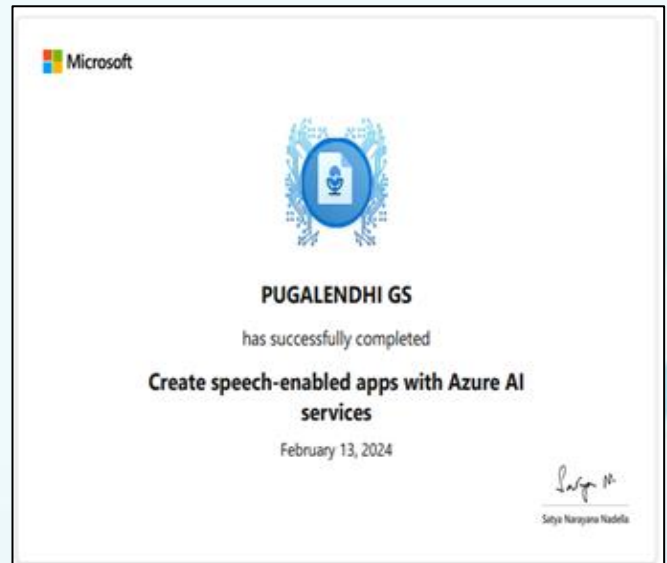 Microsoft
PUGALENDHI GS
has successfully completed
Create speech-enabled apps with Azure AI
services
February 13, 2024
Satya N
Satya Narayana Nadella